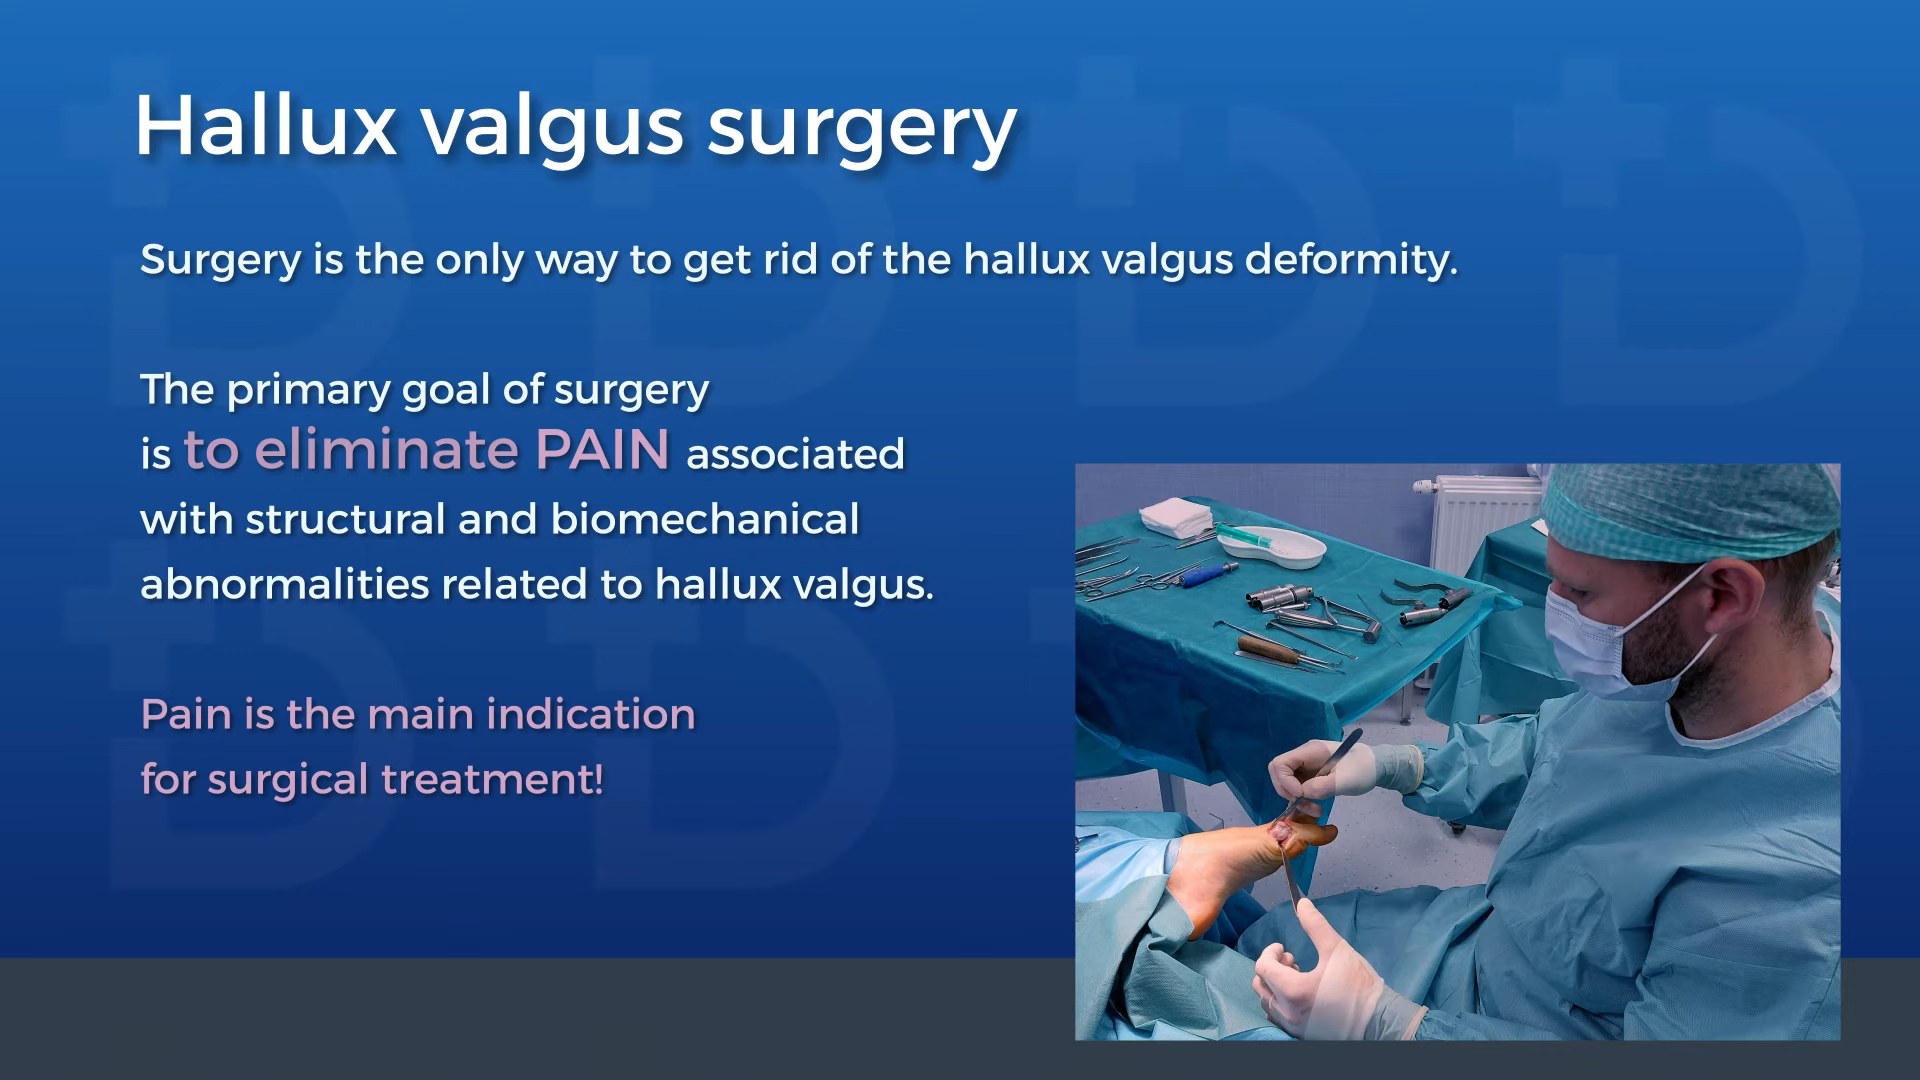 Hallux valgus surgery
Surgery is the only way to get rid of the hallux valgus deformity.
The primary goal of surgery
is to eliminate PAIN associated
with structural and biomechanical
abnormalities related to hallux valgus.
Pain is the main indication
for surgical treatment!